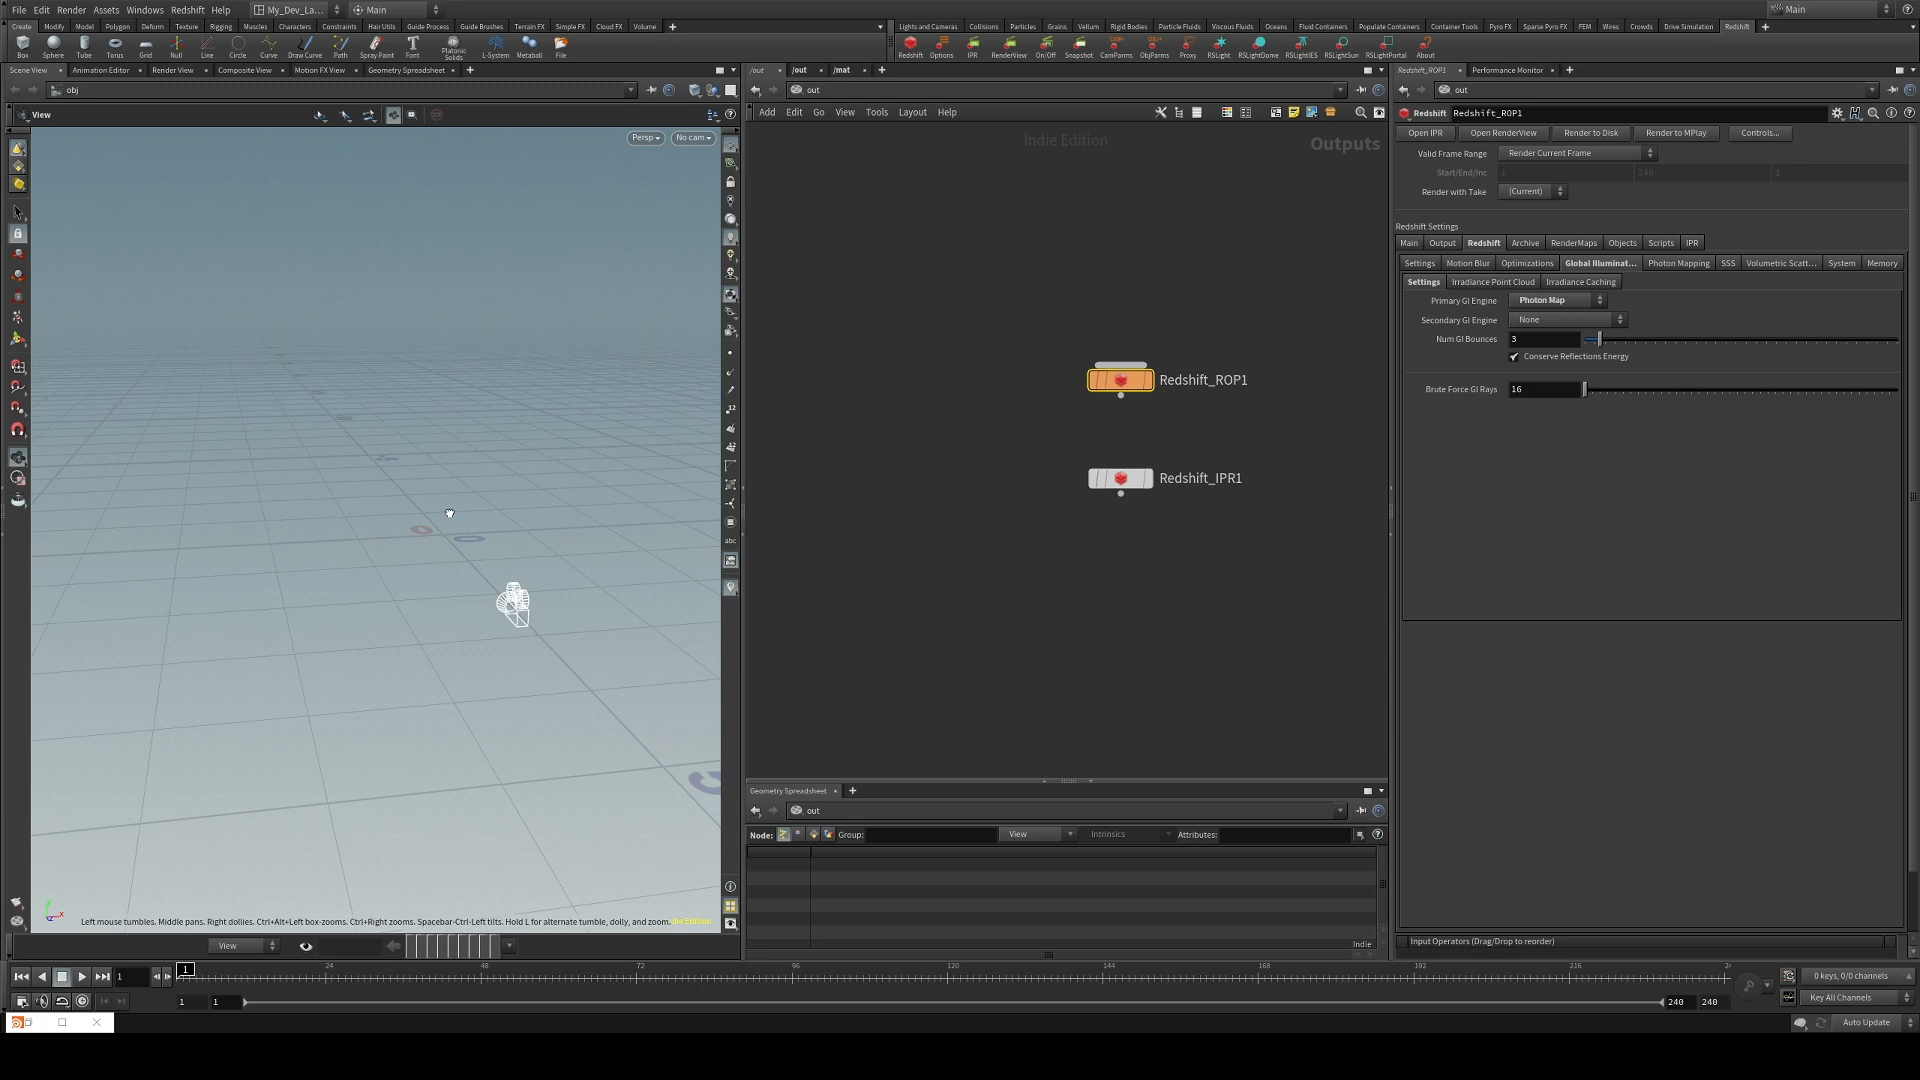 File Edit Render Assets Windows Redshift Help My_Dev_La... Main Main
Create Modify Model Polygon Deform Texture Rigging Muscles Characters Constraints Hair Utils Guide Process Guide Brushes Terrain FX Simple FX Cloud FX Volume
Lights and Cameras Collisions Particles Grains Vellum Rigid Bodies Particle Fluids Viscous Fluids Oceans Fluid Containers Populate Containers Container Tools Pyro FX Sparse Pyro FX FEM Wires Crowds Drive Simulation Redshift
Box Sphere Tube Torus Grid Null Line Circle Curve Draw Curve Path Spray Paint Font Platonic Solids L-System Metaball File
Redshift Options IPR RenderView On/Off Snapshot CamParms ObjParms Proxy RSLight RSLightDome RSLightIES RSLightSun RSLightPortal About
Scene View Animation Editor Render View Composite View Motion FX View Geometry Spreadsheet
obj
View
Persp No cam
12
abc
Left mouse tumbles. Middle pans. Right dollies. Ctrl+Alt+Left box-zooms. Ctrl+Right zooms. Spacebar-Ctrl-Left tilts. Hold L for alternate tumble, dolly, and zoom. die Edition
View
/out /out /mat
out
Add Edit Go View Tools Layout Help
Indie Edition Outputs
Redshift_ROP1
Redshift_IPR1
Geometry Spreadsheet
out
Node: Group: View Intrinsics Attributes:
Indie
Redshift_ROP1 Performance Monitor
out
Redshift Redshift_ROP1
Open IPR Open RenderView Render to Disk Render to MPlay Controls...
Valid Frame Range Render Current Frame
Start/End/Inc 1 240 1
Render with Take (Current)
Redshift Settings
Main Output Redshift Archive RenderMaps Objects Scripts IPR
Settings Motion Blur Optimizations Global Illuminat... Photon Mapping SSS Volumetric Scatt... System Memory
Settings Irradiance Point Cloud Irradiance Caching
Primary GI Engine Photon Map
Secondary GI Engine None
Num GI Bounces 3
Conserve Reflections Energy
Brute Force GI Rays 16
Input Operators (Drag/Drop to reorder)
1 1 24 48 72 96 120 144 168 192 216
0 keys, 0/0 channels
1 1 240 240 Key All Channels
Auto Update